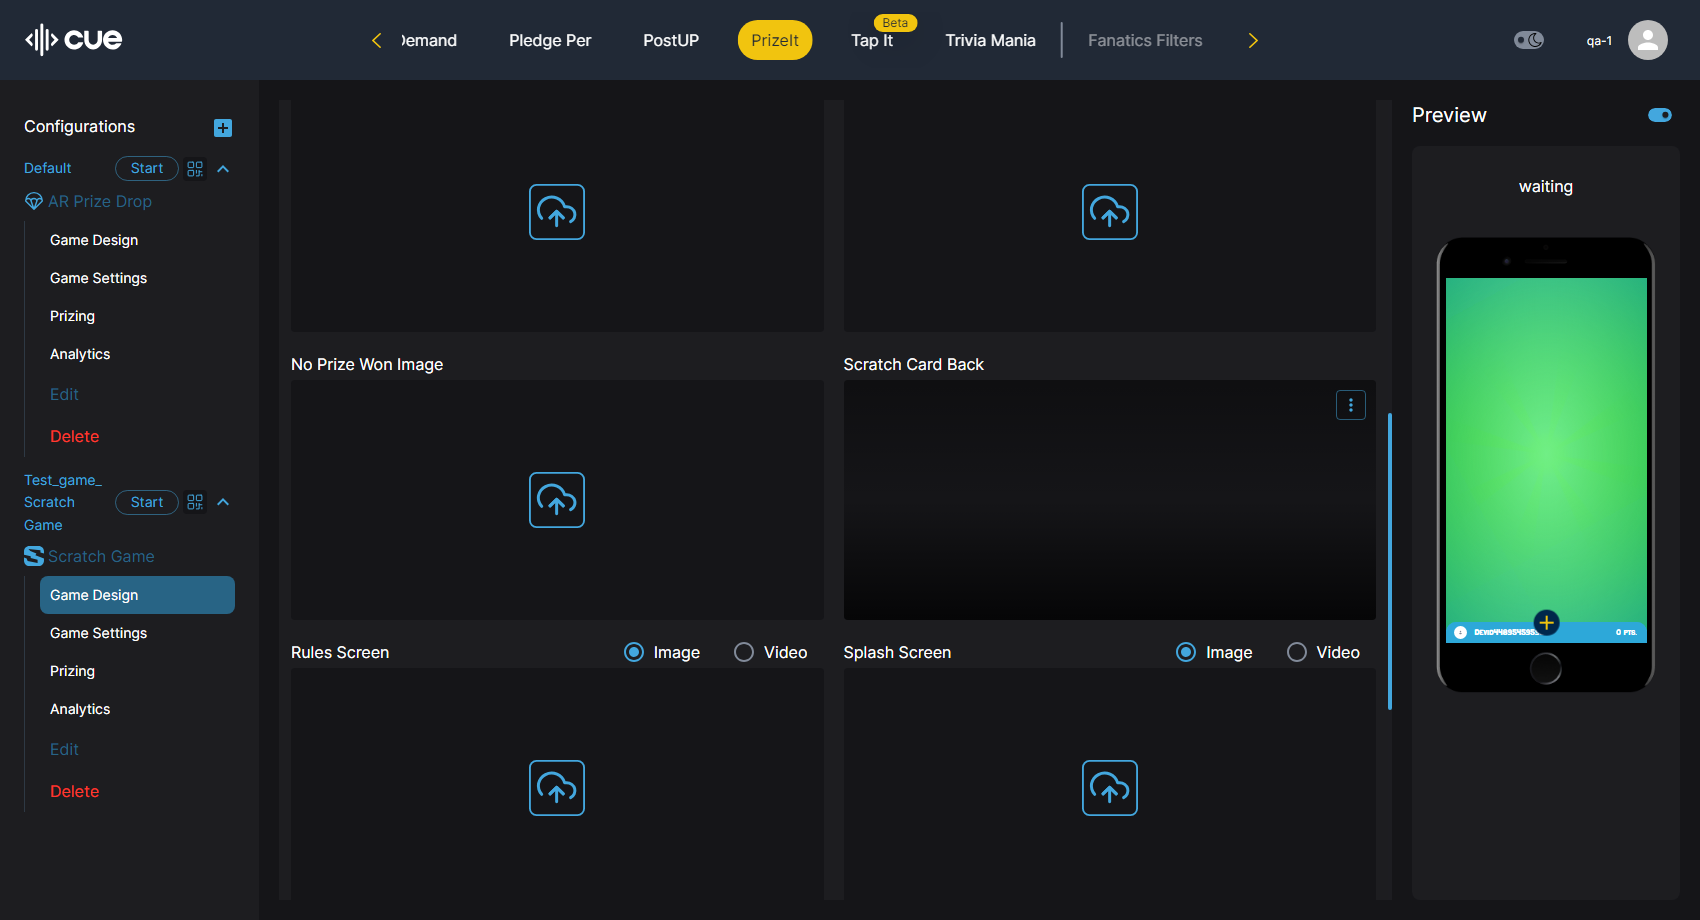 cue
Demand
Pledge Per
PostUP
PrizeIt
Beta
Tap It
Trivia Mania
Fanatics Filters
qa-1
Configurations
Default
Start
AR Prize Drop
Game Design
Game Settings
Prizing
Analytics
Edit
Delete
Test_game_
Scratch
Game
Start
Scratch Game
Game Design
Game Settings
Prizing
Analytics
Edit
Delete
No Prize Won Image
Scratch Card Back
Rules Screen
Image
Video
Splash Screen
Image
Video
Preview
waiting
0 PTS.